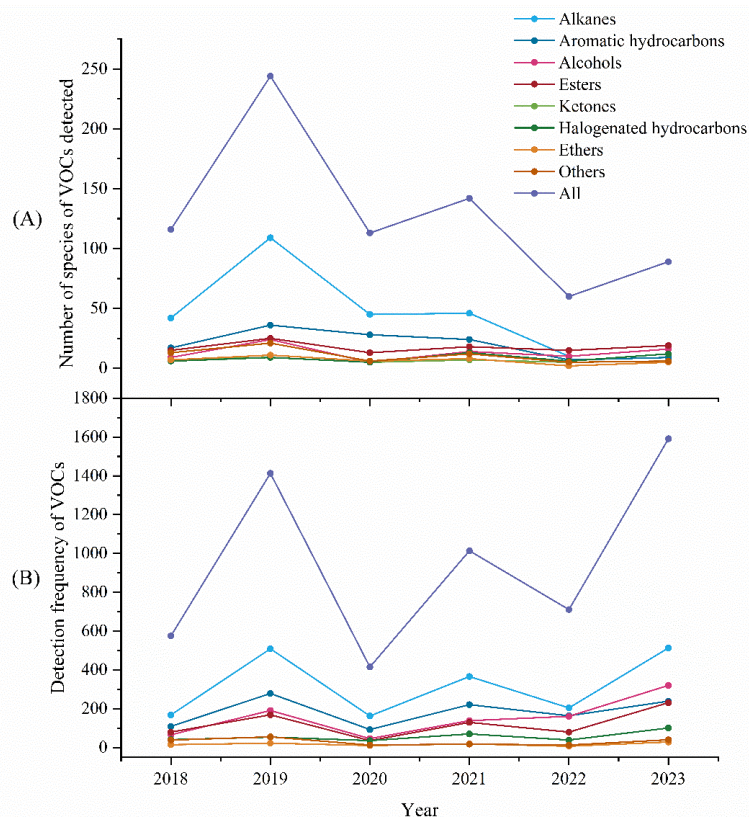 Alkanes
Aromatic hydrocarbons
Alcohols
Esters
Ketones
Halogenated hydrocarbons
Ethers
Others
All
(A)
Number of species of VOCs detected
250
200
150
100
50
0
(B)
Detection frequency of VOCs
1800
1600
1400
1200
1000
800
600
400
200
0
2018 2019 2020 2021 2022 2023
Year